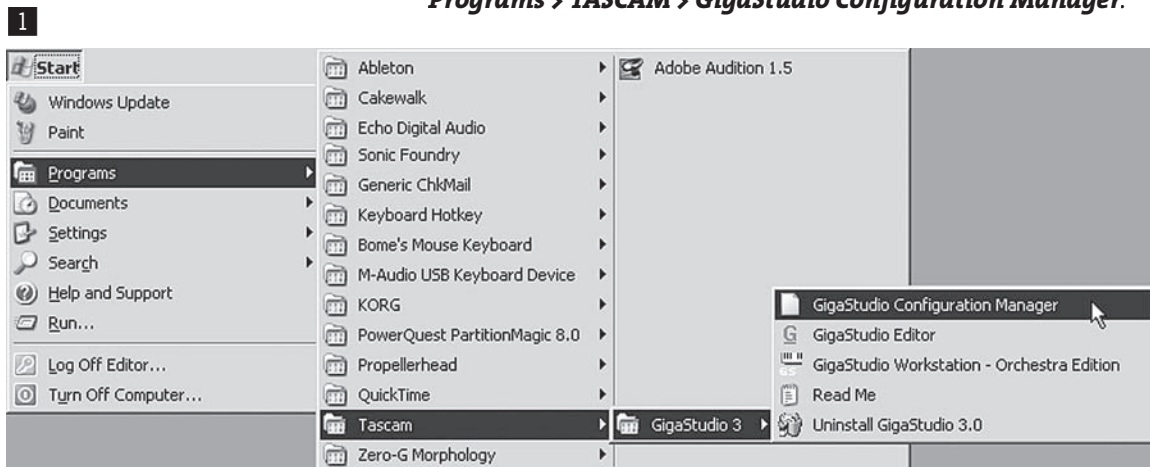 Programs > TASCAM > GigaStudio Configuration Manager.
1
Start
Windows Update
Paint
Programs
Documents
Settings
Search
Help and Support
Run...
Log Off Editor...
Turn Off Computer...
Ableton
Cakewalk
Echo Digital Audio
Sonic Foundry
Generic ChkMail
Keyboard Hotkey
Bome's Mouse Keyboard
M-Audio USB Keyboard Device
KORG
PowerQuest PartitionMagic 8.0
Propellerhead
QuickTime
Tascam
Zero-G Morphology
Adobe Audition 1.5
GigaStudio 3
GigaStudio Configuration Manager
GigaStudio Editor
GigaStudio Workstation - Orchestra Edition
Read Me
Uninstall GigaStudio 3.0